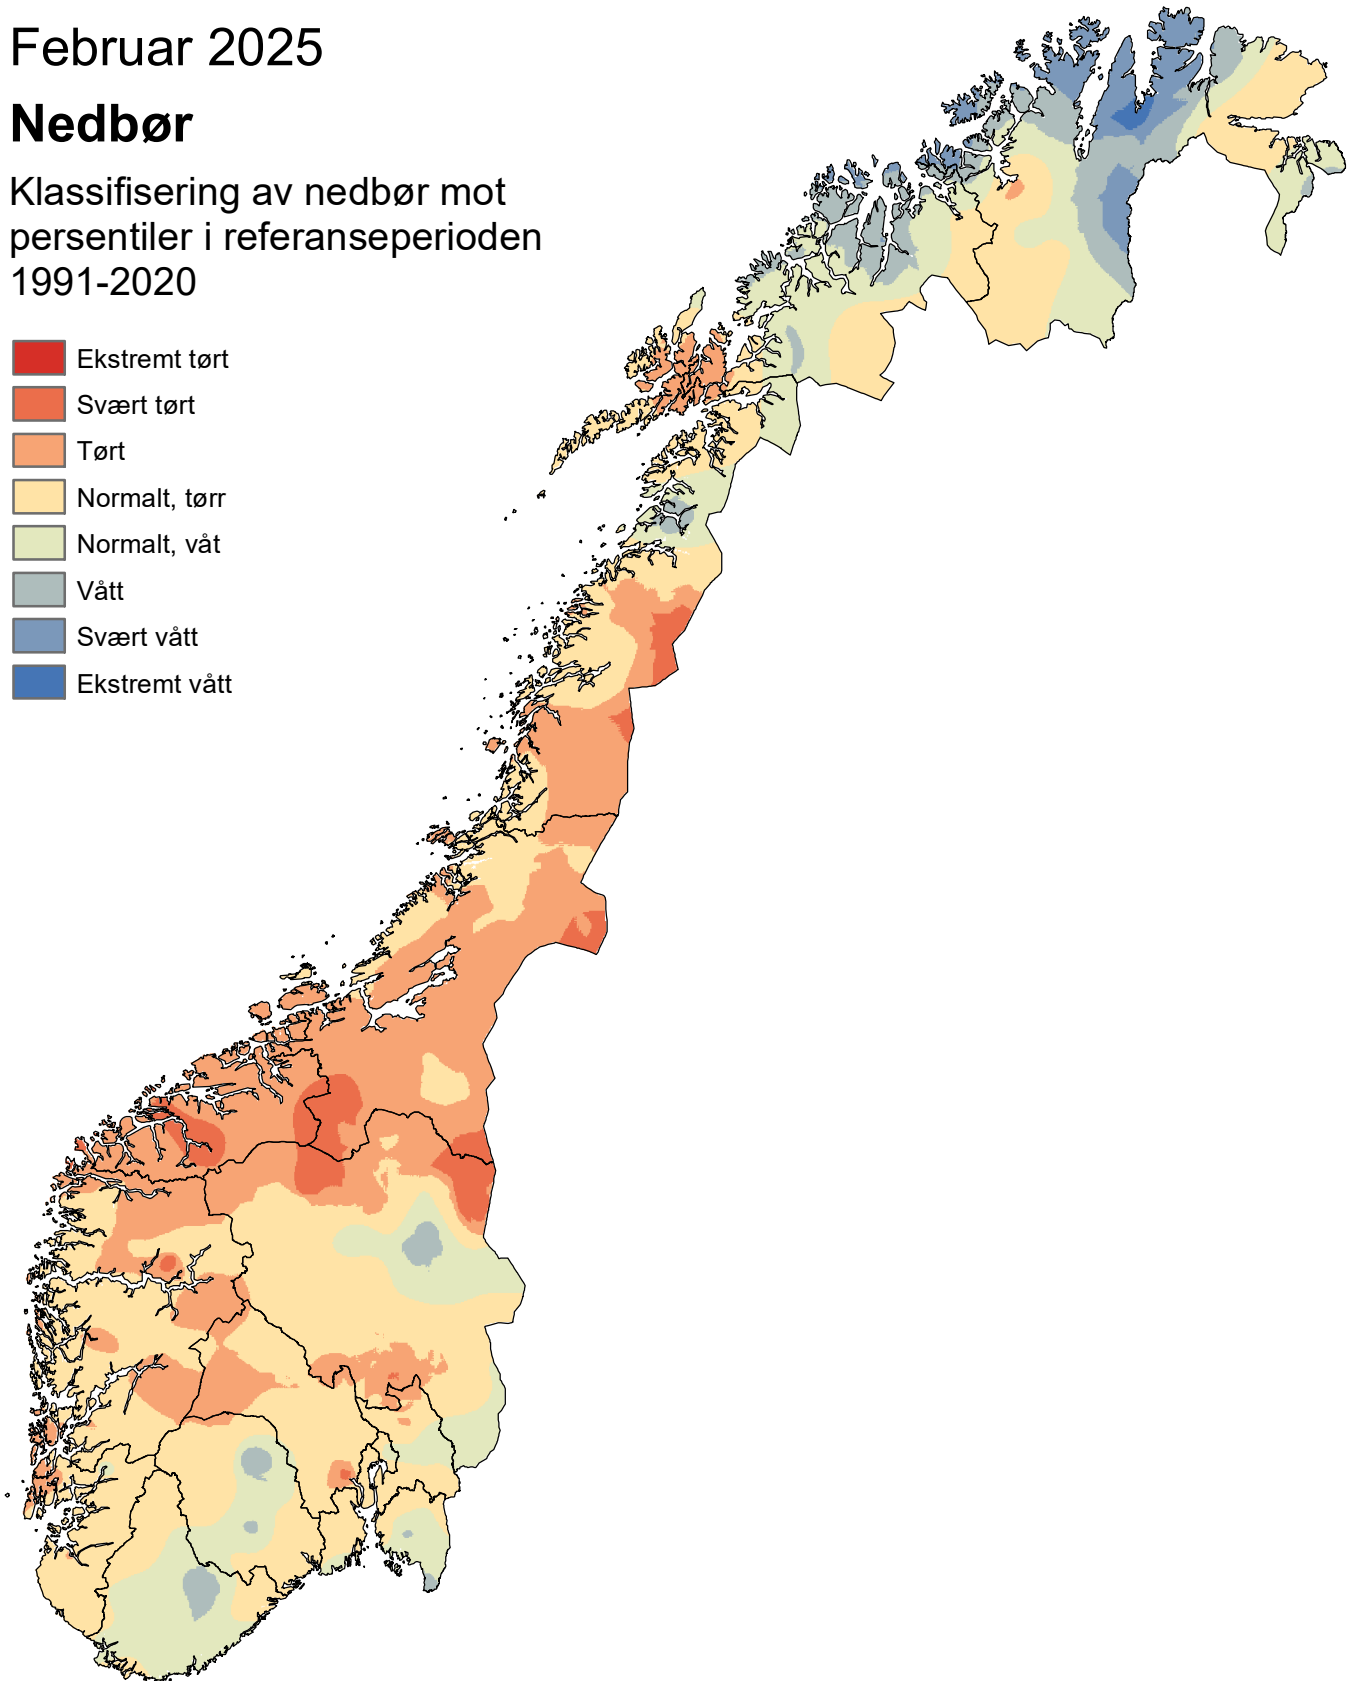 Februar 2025
Nedbør
Klassifisering av nedbør mot
persentiler i referanseperioden
1991-2020
Ekstremt tørt
Svært tørt
Tørt
Normalt, tørr
Normalt, våt
Vått
Svært vått
Ekstremt vått